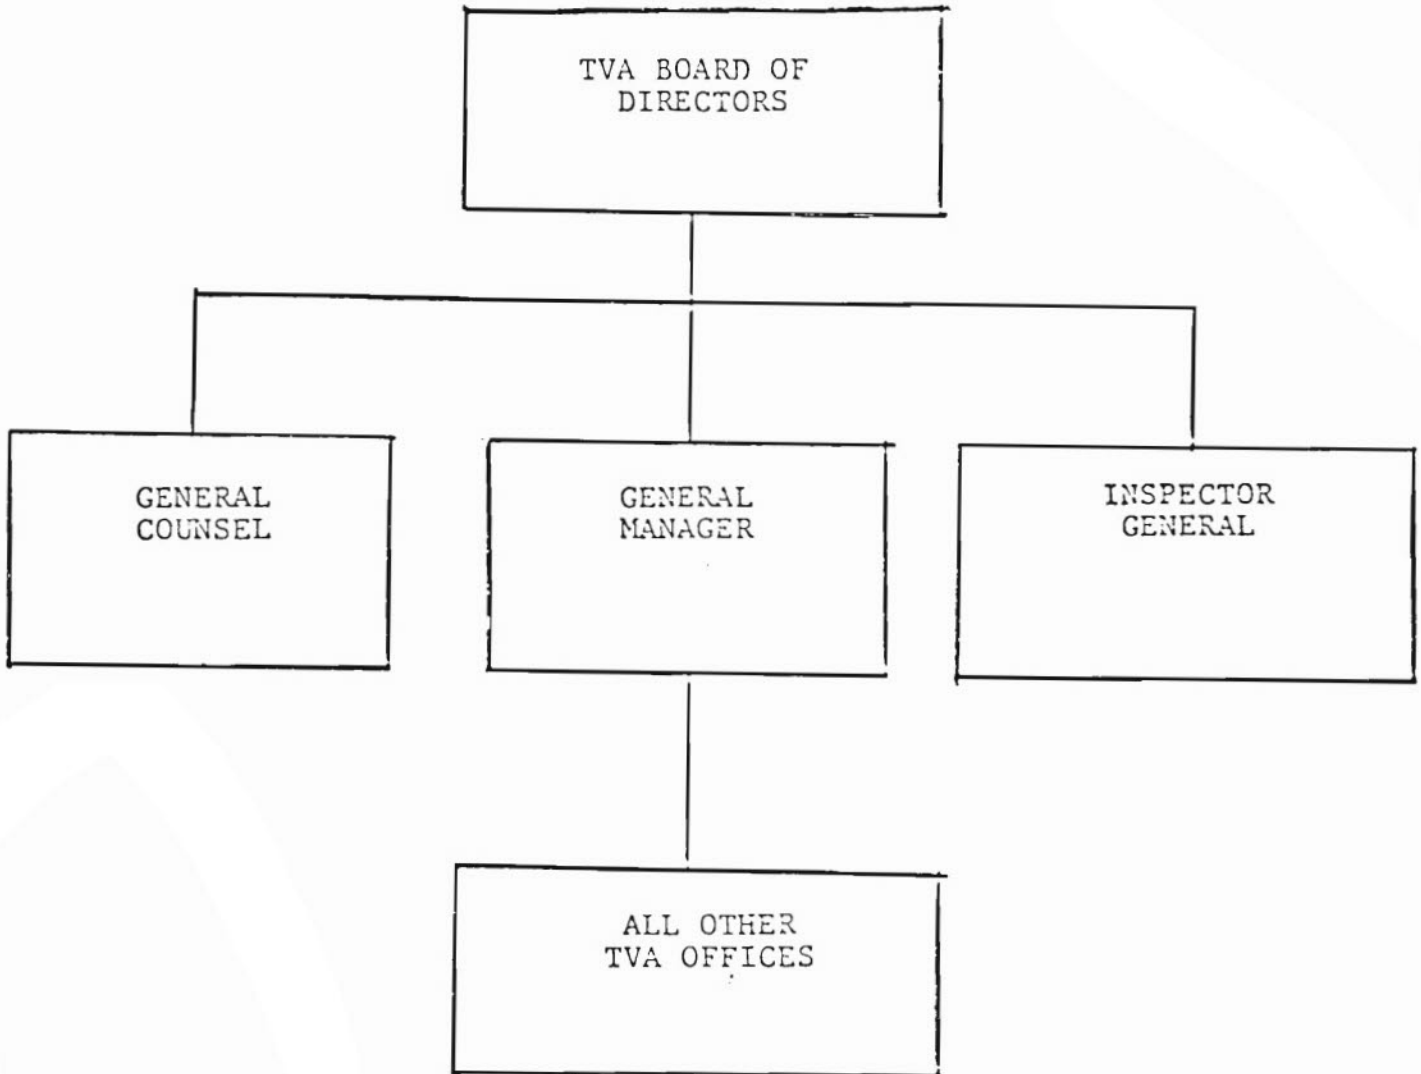 TVA BOARD OF
DIRECTORS
GENERAL
COUNSEL
GENERAL
MANAGER
INSPECTOR
GENERAL
ALL OTHER
TVA OFFICES